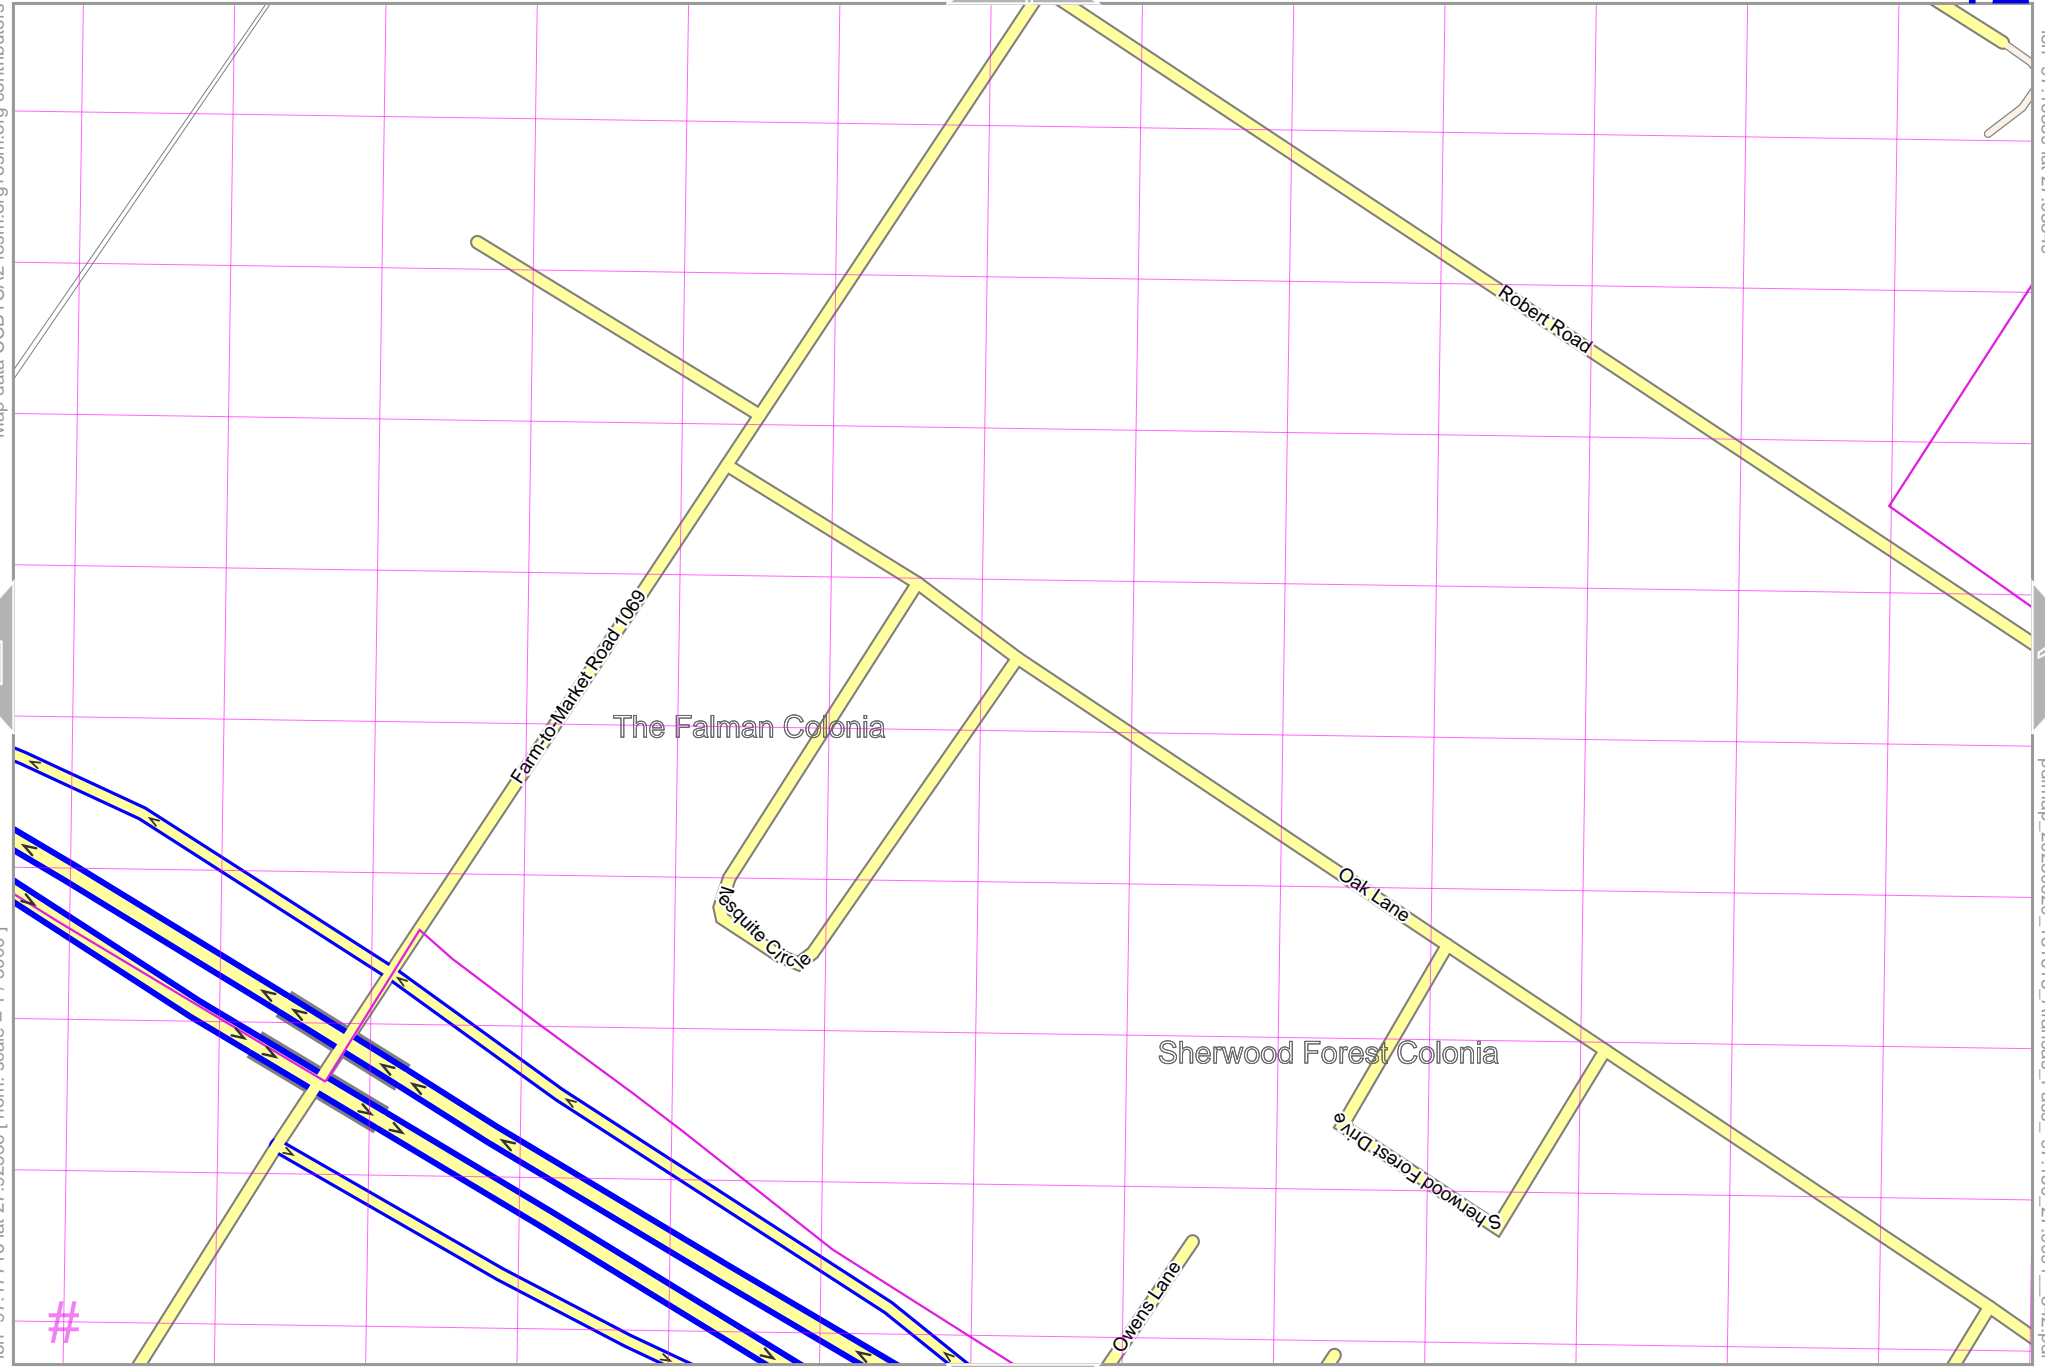 Robert Road
Farm-to-Market Road 1069
The Falman Colonia
Mesquite Circle
Oak Lane
Sherwood Forest Colonia
Sherwood Forest Drive
Owens Lane
#